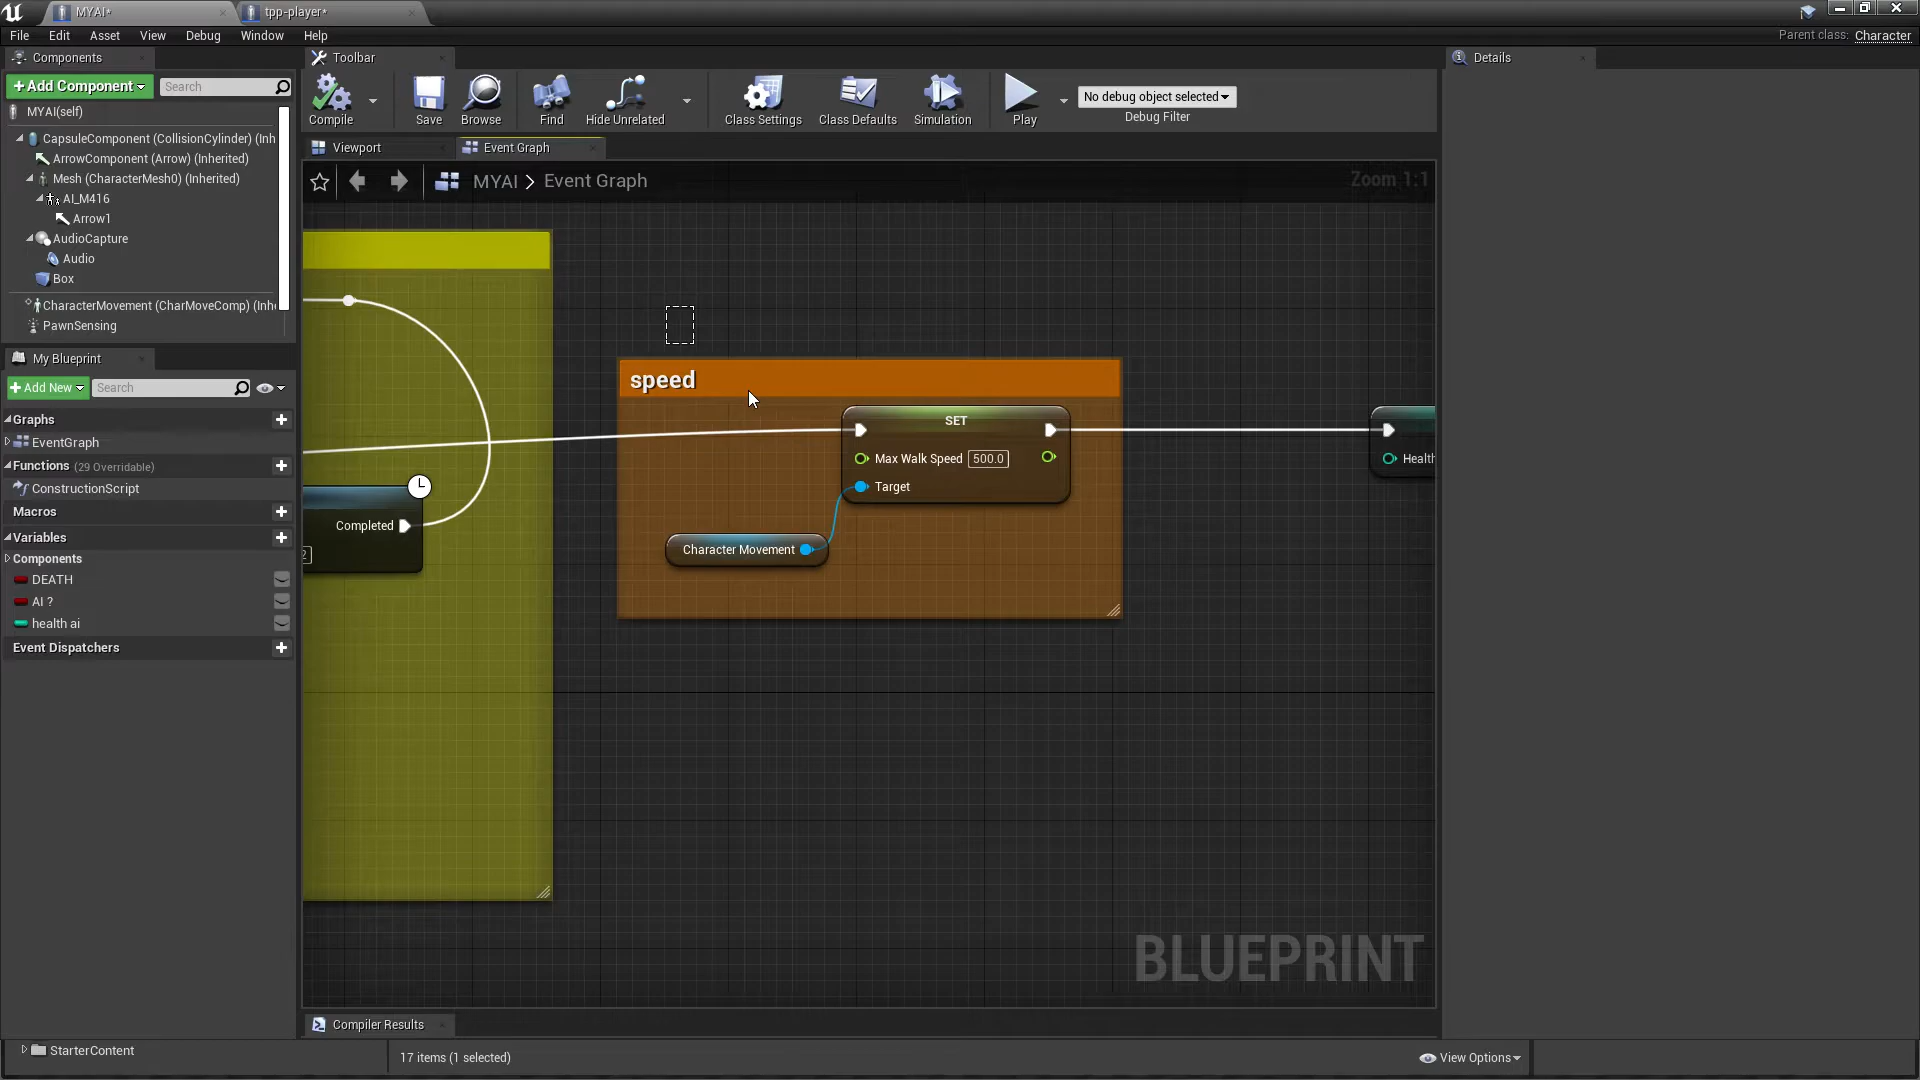 MYAI*
tpp-player*
File Edit Asset View Debug Window Help
Parent class: Character
Components
Toolbar
Details
+Add Component
Search
Compile
Save
Browse
Find
Hide Unrelated
Class Settings
Class Defaults
Simulation
Play
No debug object selected
Debug Filter
MYAI(self)
CapsuleComponent (CollisionCylinder) (Inh
ArrowComponent (Arrow) (Inherited)
Mesh (CharacterMesh0) (Inherited)
AI_M416
Arrow1
AudioCapture
Audio
Box
CharacterMovement (CharMoveComp) (Inh
PawnSensing
Viewport
Event Graph
MYAI > Event Graph
Zoom 1:1
My Blueprint
+Add New
Search
Graphs
EventGraph
Functions (29 Overridable)
ConstructionScript
Macros
Variables
Components
DEATH
AI ?
health ai
Event Dispatchers
speed
SET
Max Walk Speed 500.0
Target
Character Movement
Completed
2
Health
BLUEPRINT
Compiler Results
StarterContent
17 items (1 selected)
View Options